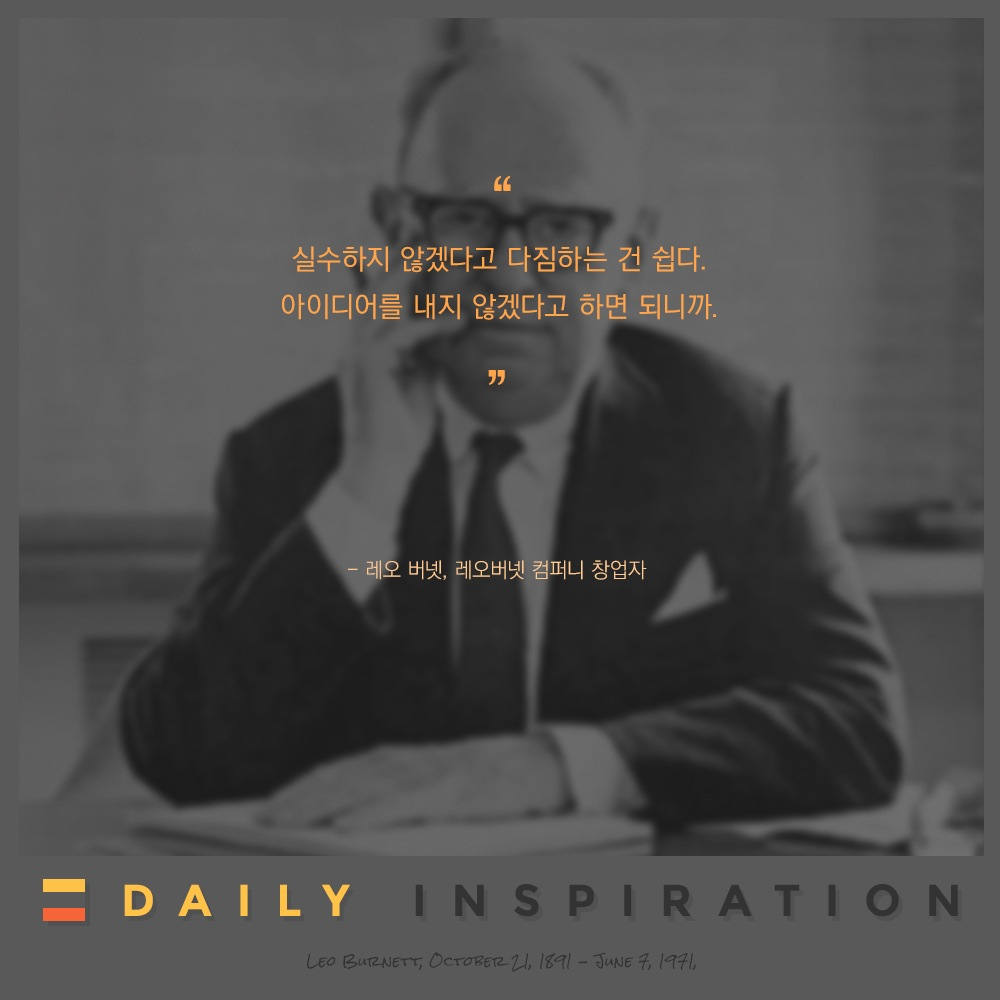 “
실수하지 않겠다고 다짐하는 건 쉽다.
아이디어를 내지 않겠다고 하면 되니까.
”
– 레오 버넷, 레오버넷 컴퍼니 창업자
DAILY INSPIRATION
Leo Burnett, October 21, 1891 – June 7, 1971,